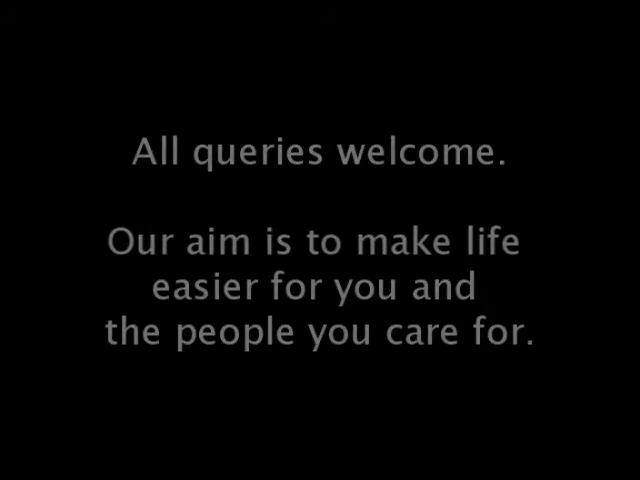 All queries welcome.
Our aim is to make life
easier for you and
the people you care for.